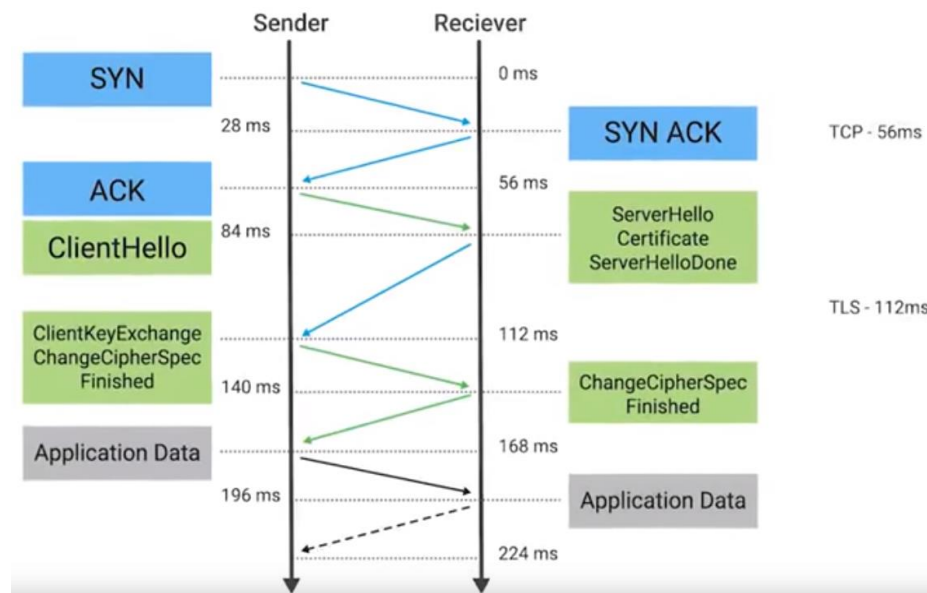 Sender
Reciever
SYN
0 ms
28 ms
SYN ACK
TCP - 56ms
ACK
56 ms
ClientHello
84 ms
ServerHello
Certificate
ServerHelloDone
TLS - 112ms
ClientKeyExchange
ChangeCipherSpec
Finished
112 ms
140 ms
ChangeCipherSpec
Finished
Application Data
168 ms
196 ms
Application Data
224 ms